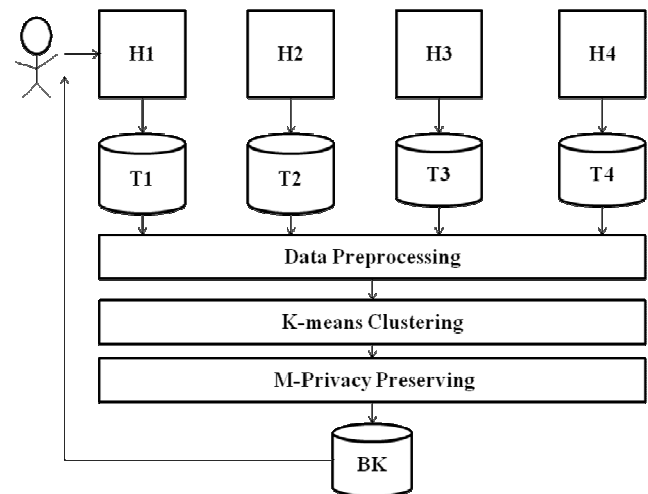 H1 H2 H3 H4
T1 T2 T3 T4
Data Preprocessing
K-means Clustering
M-Privacy Preserving
BK